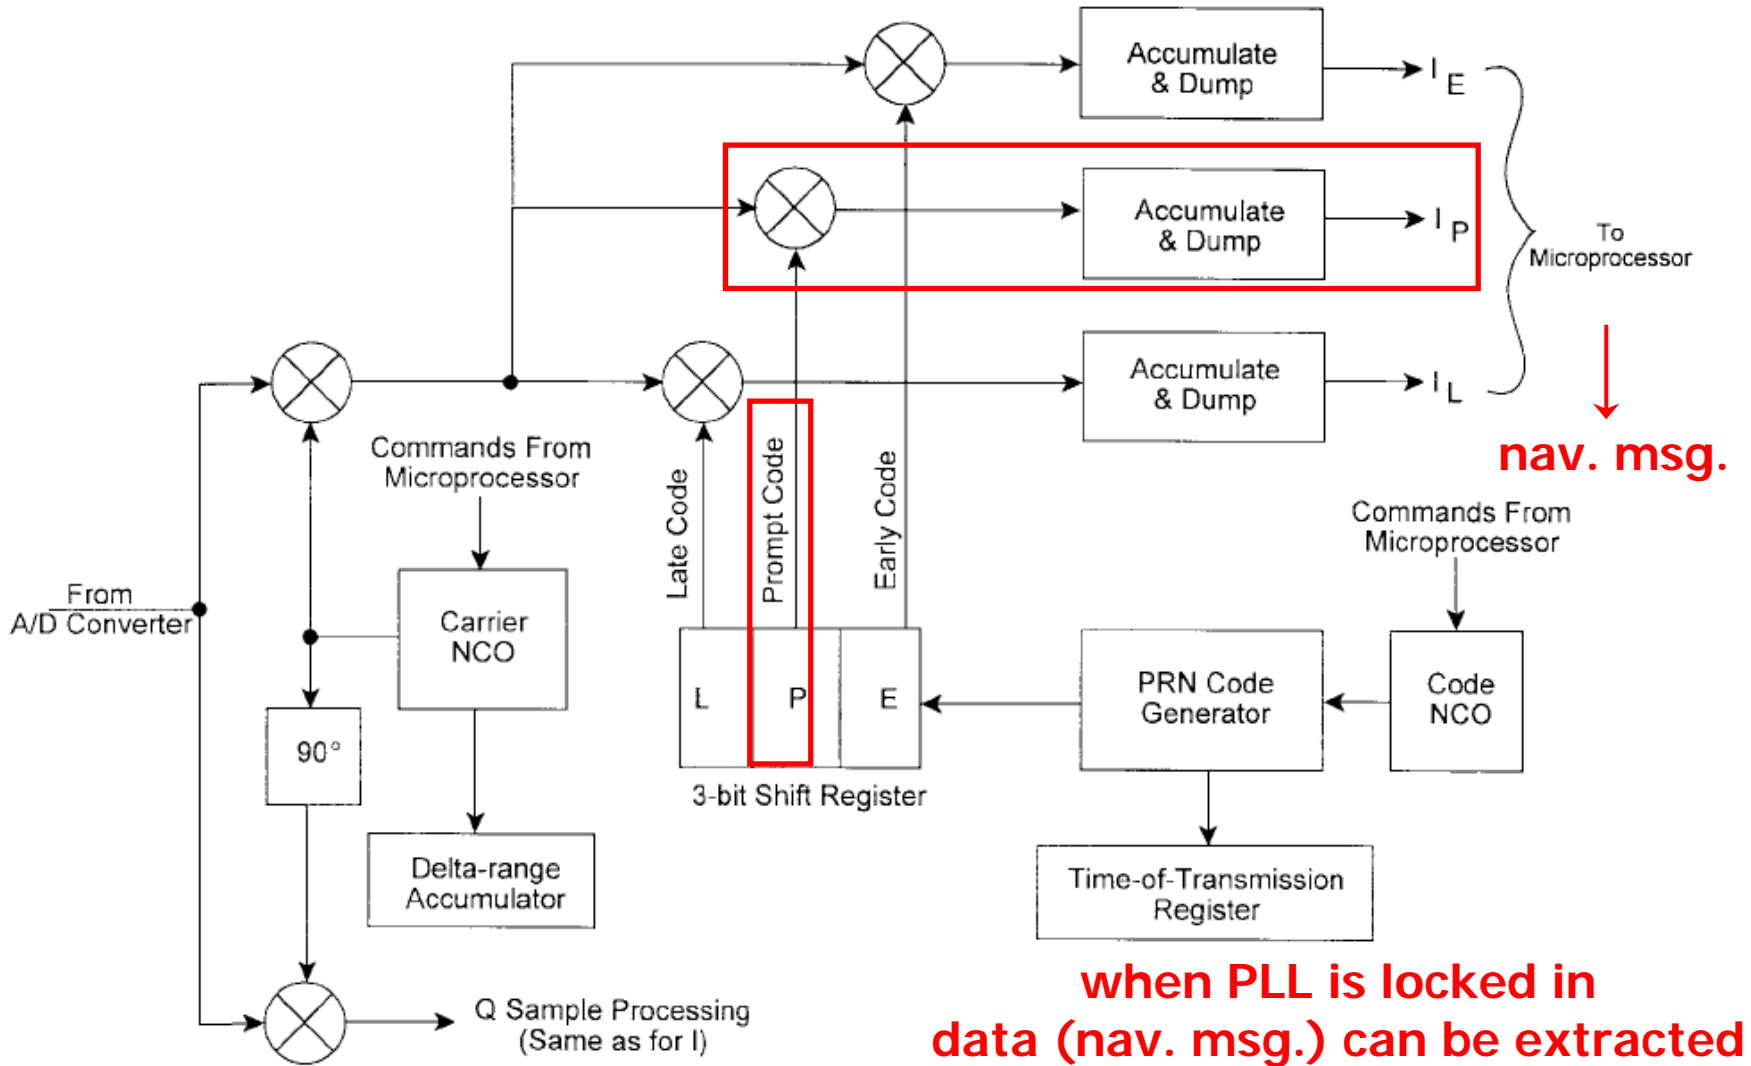 Accumulate
& Dump
I E
Accumulate
& Dump
I P
To
Microprocessor
Accumulate
& Dump
I L
nav. msg.
Commands From
Microprocessor
Late Code
Prompt Code
Early Code
Commands From
Microprocessor
From
A/D Converter
Carrier
NCO
L
P
E
PRN Code
Generator
Code
NCO
90°
3-bit Shift Register
Delta-range
Accumulator
Time-of-Transmission
Register
Q Sample Processing
(Same as for I)
when PLL is locked in
data (nav. msg.) can be extracted